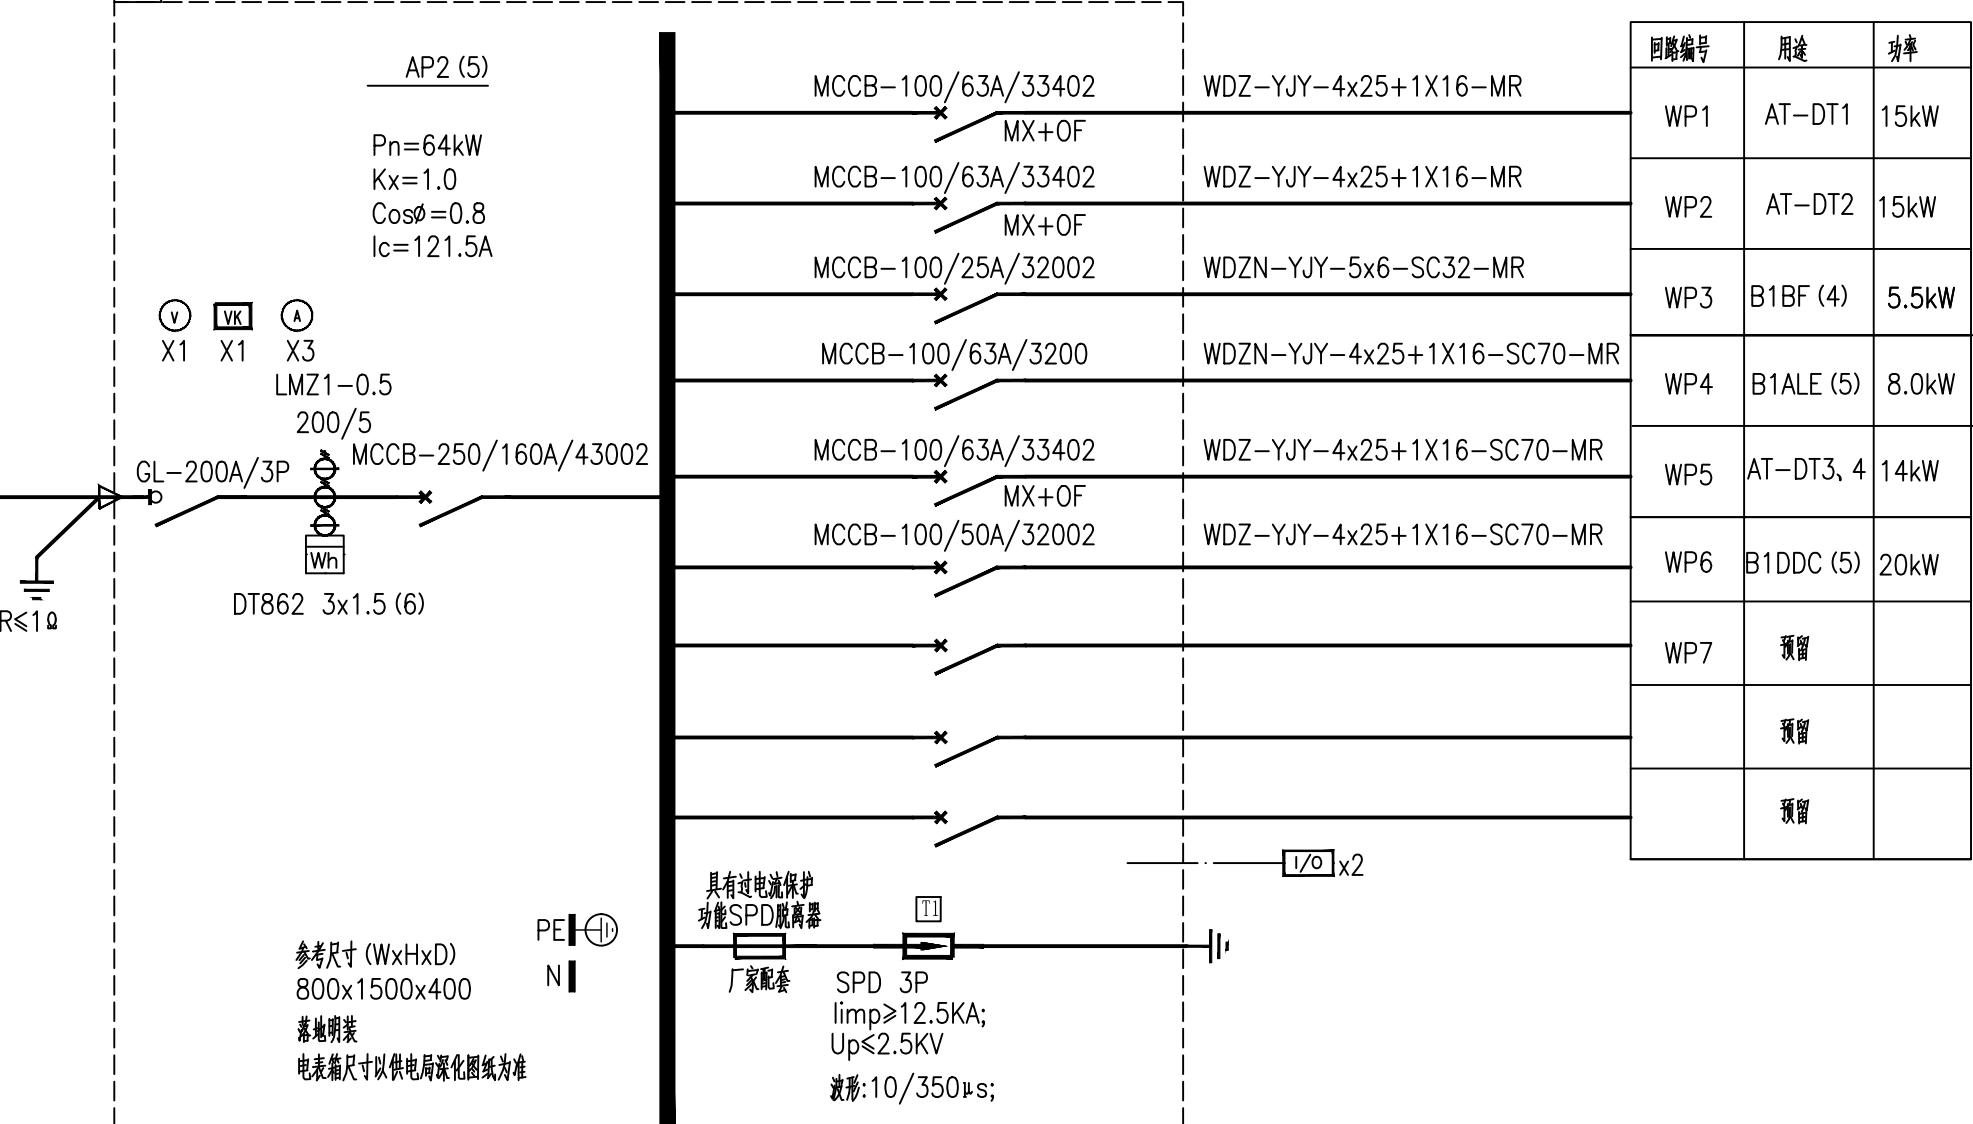 AP2(5)
Pn=64kW
Kx=1.0
Cosø=0.8
Ic=121.5A
V
VK
A
X1
X1
X3
LMZ1-0.5
200/5
GL-200A/3P
MCCB-250/160A/43002
Wh
DT862 3x1.5(6)
R≤1Ω
MCCB-100/63A/33402
WDZ-YJY-4x25+1X16-MR
MX+OF
MCCB-100/63A/33402
WDZ-YJY-4x25+1X16-MR
MX+OF
MCCB-100/25A/32002
WDZN-YJY-5x6-SC32-MR
MCCB-100/63A/3200
WDZN-YJY-4x25+1X16-SC70-MR
MCCB-100/63A/33402
WDZ-YJY-4x25+1X16-SC70-MR
MX+OF
MCCB-100/50A/32002
WDZ-YJY-4x25+1X16-SC70-MR
回路编号 用途 功率
WP1 AT-DT1 15kW
WP2 AT-DT2 15kW
WP3 B1BF(4) 5.5kW
WP4 B1ALE(5) 8.0kW
WP5 AT-DT3、4 14kW
WP6 B1DDC(5) 20kW
WP7 预留
预留
预留
I/O x2
具有过电流保护
功能SPD脱离器
厂家配套
T1
SPD 3P
Iimp≥12.5KA;
Up≤2.5KV
波形:10/350μs;
PE
N
参考尺寸(WxHxD)
800x1500x400
落地明装
电表箱尺寸以供电局深化图纸为准